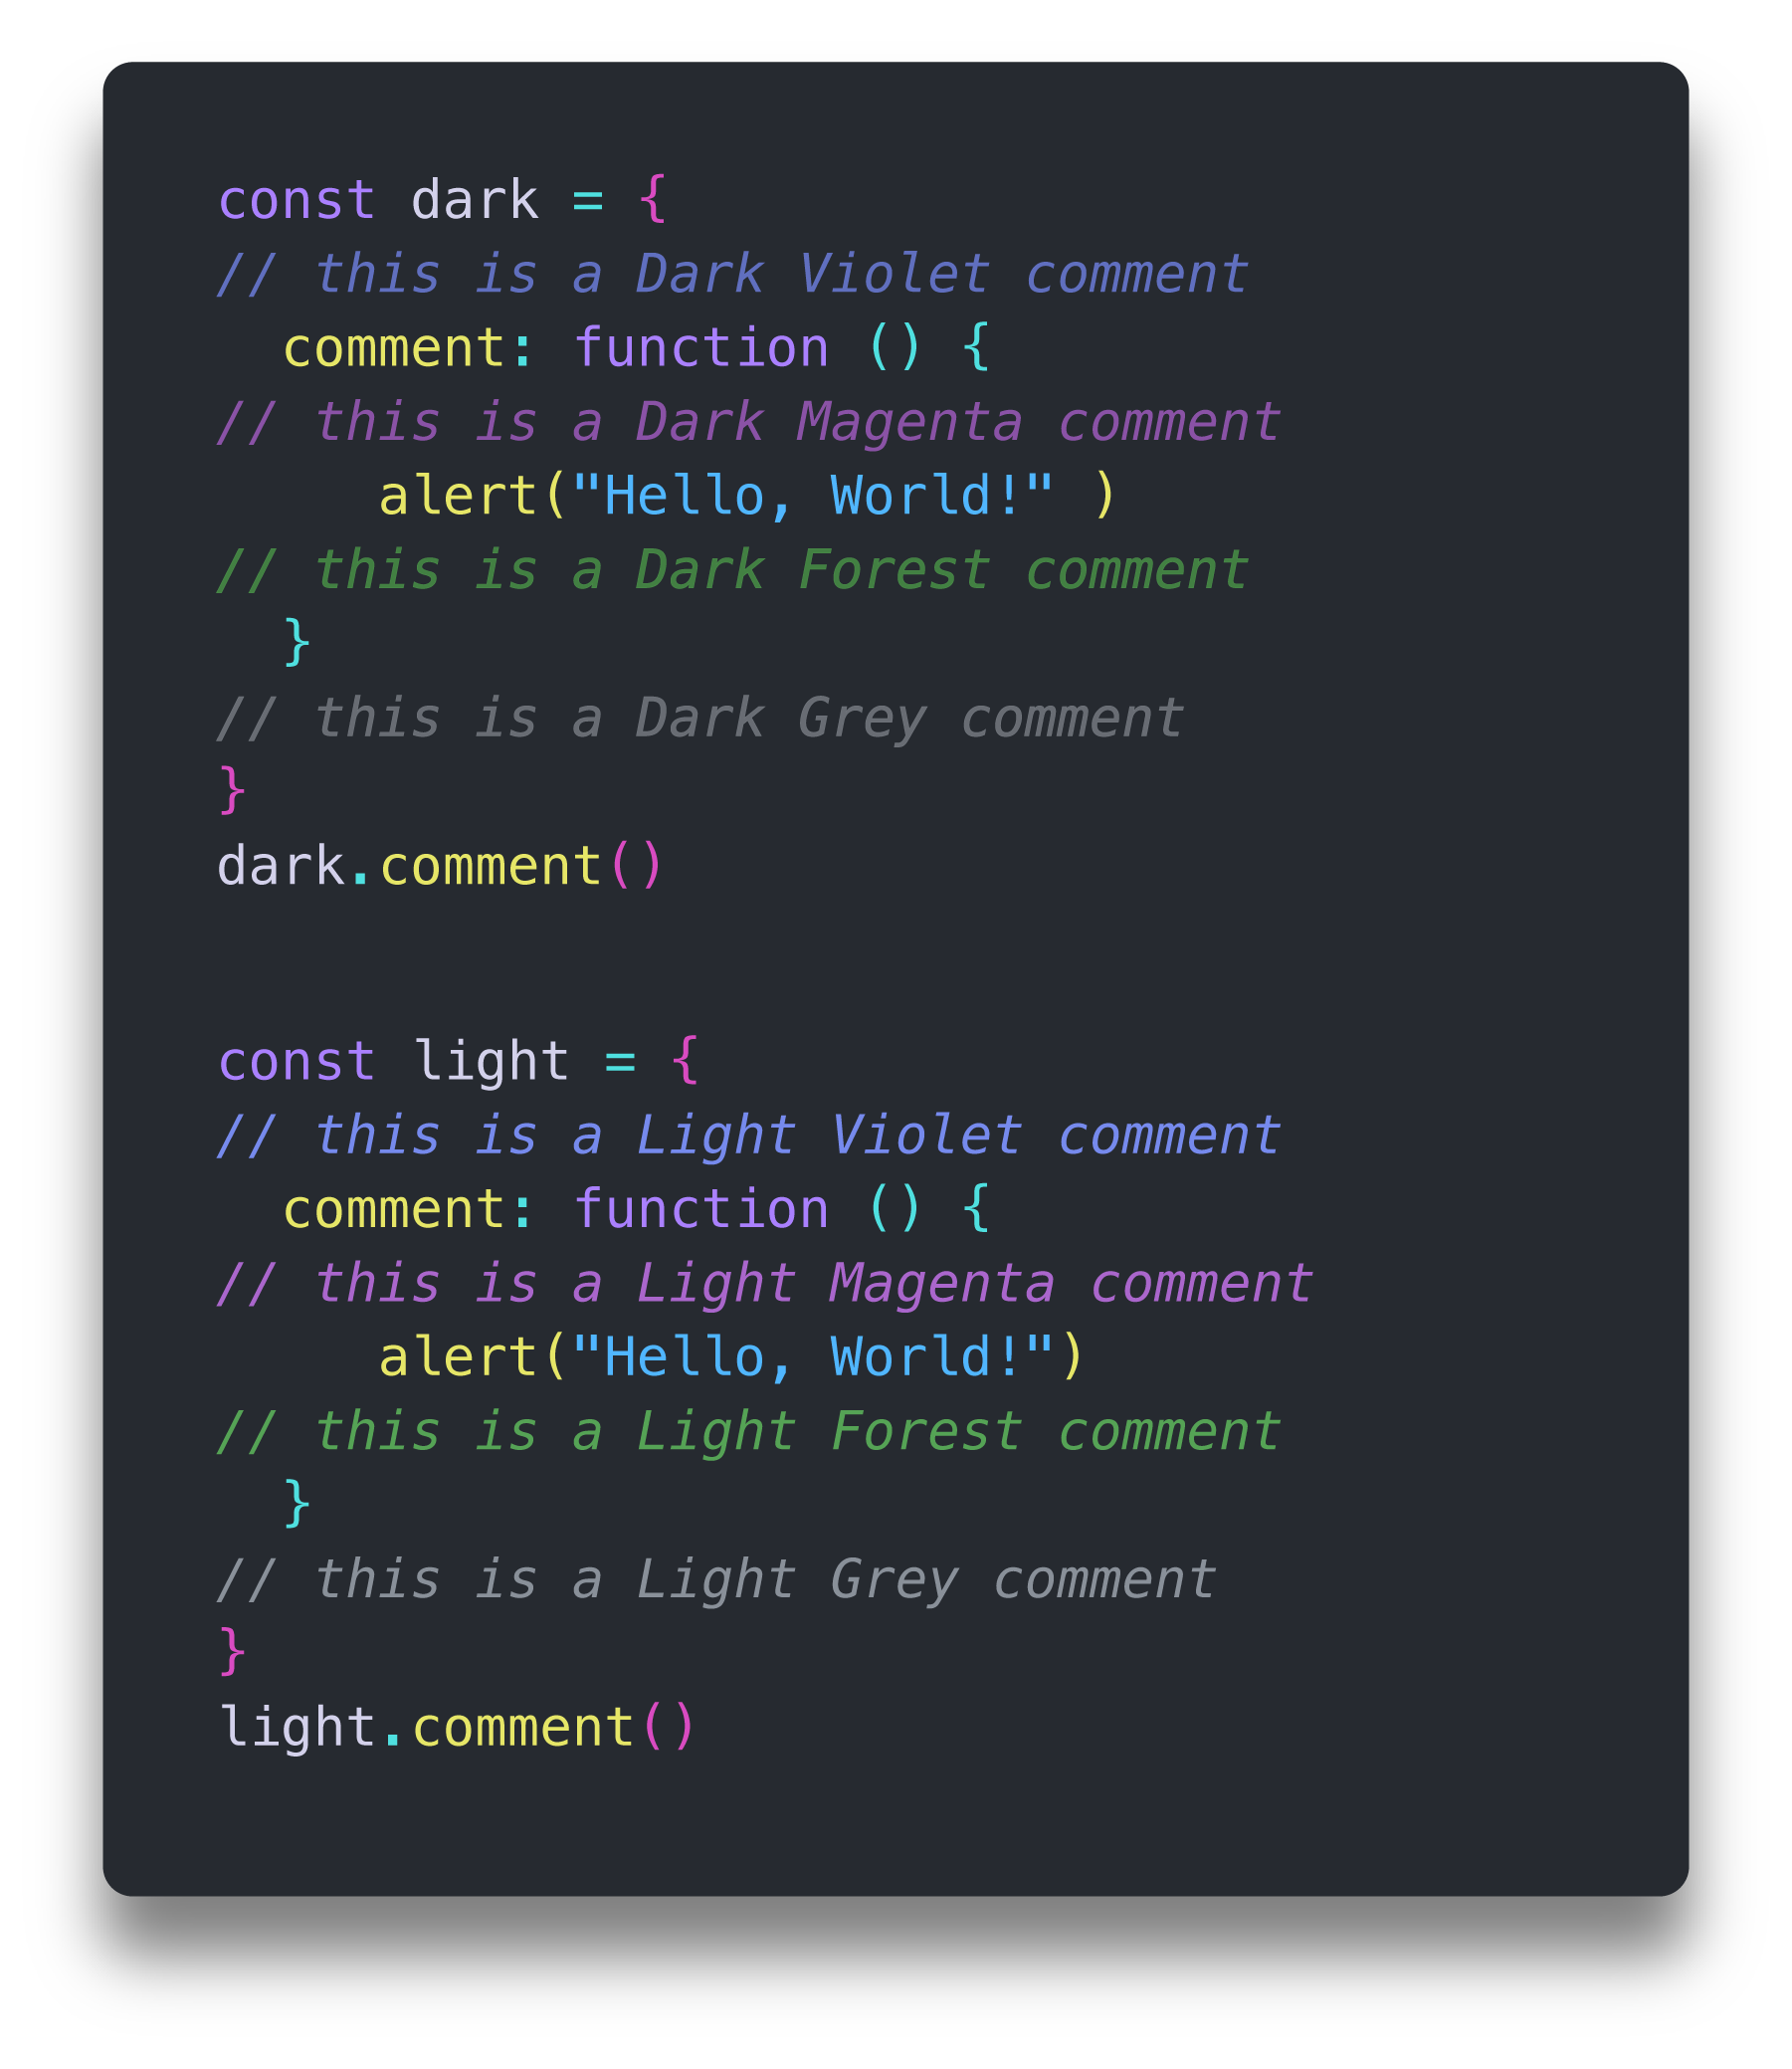 const dark = {
// this is a Dark Violet comment
  comment: function () {
// this is a Dark Magenta comment
     alert("Hello, World!" )
// this is a Dark Forest comment
  }
// this is a Dark Grey comment
}
dark.comment()

const light = {
// this is a Light Violet comment
  comment: function () {
// this is a Light Magenta comment
     alert("Hello, World!")
// this is a Light Forest comment
  }
// this is a Light Grey comment
}
light.comment()